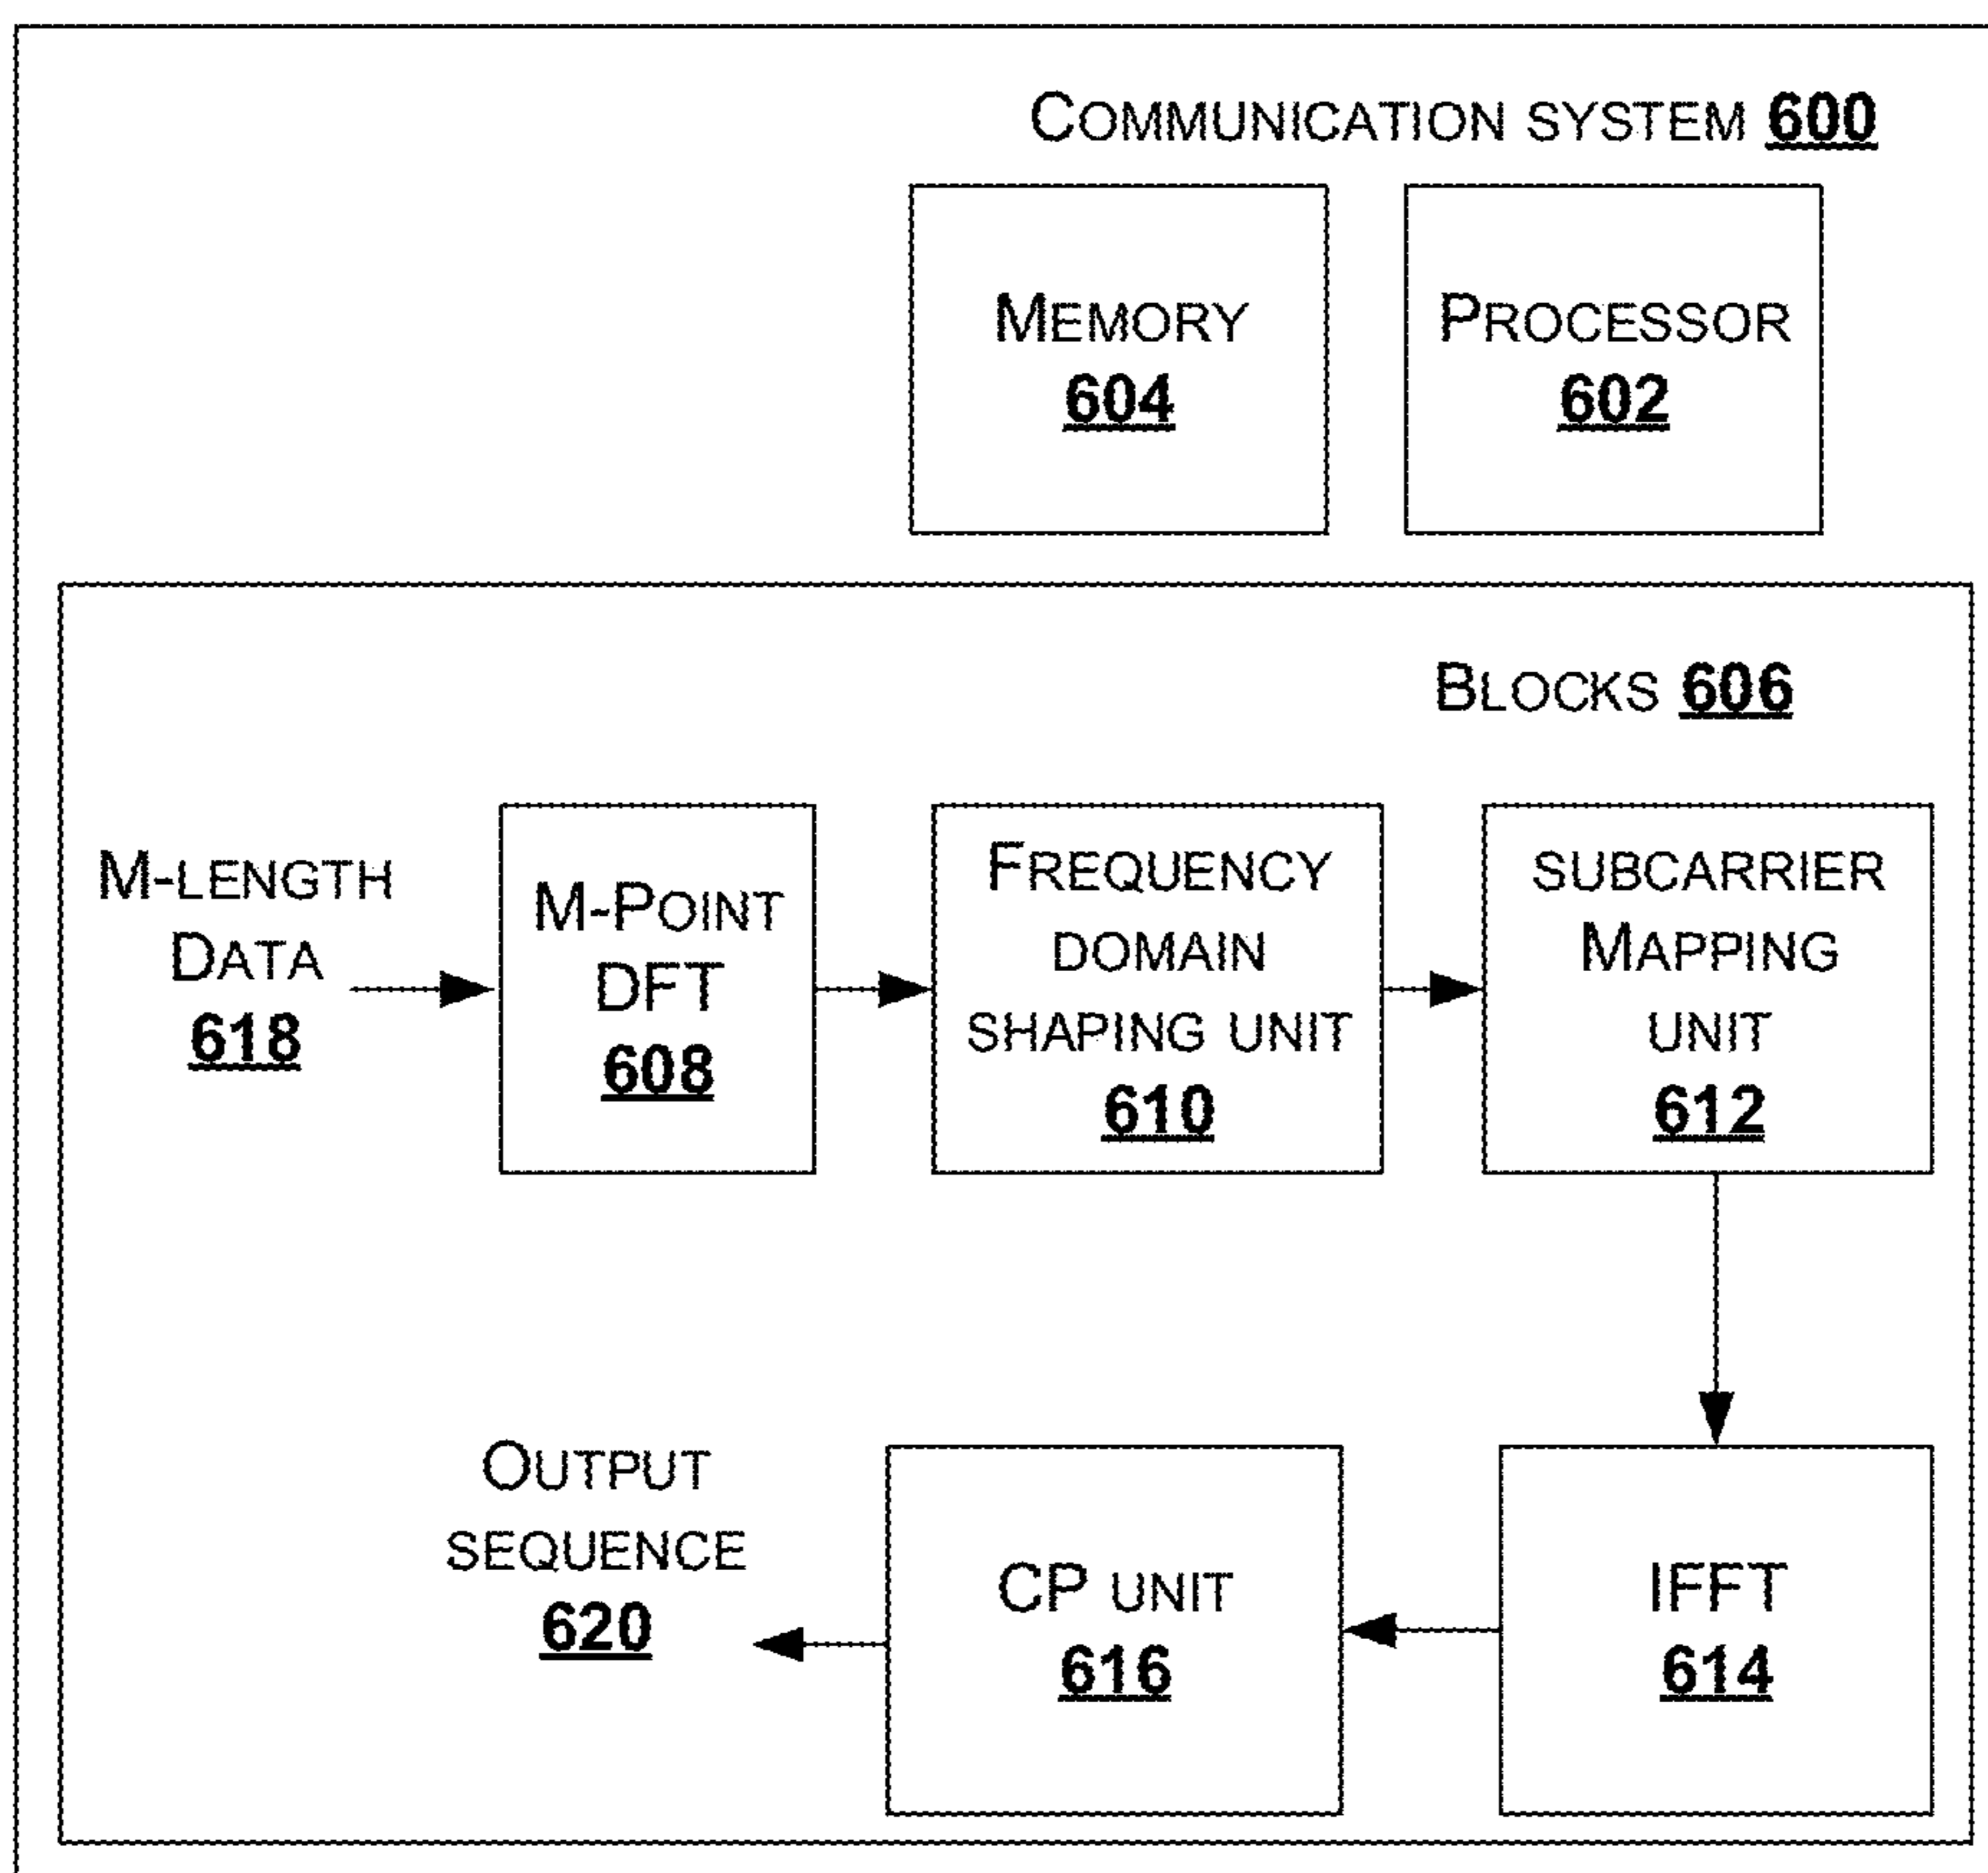 COMMUNICATION SYSTEM 600
MEMORY
604
PROCESSOR
602
BLOCKS 606
M-LENGTH
DATA
618
M-POINT
DFT
608
FREQUENCY
DOMAIN
SHAPING UNIT
610
SUBCARRIER
MAPPING
UNIT
612
OUTPUT
SEQUENCE
620
CP UNIT
616
IFFT
614